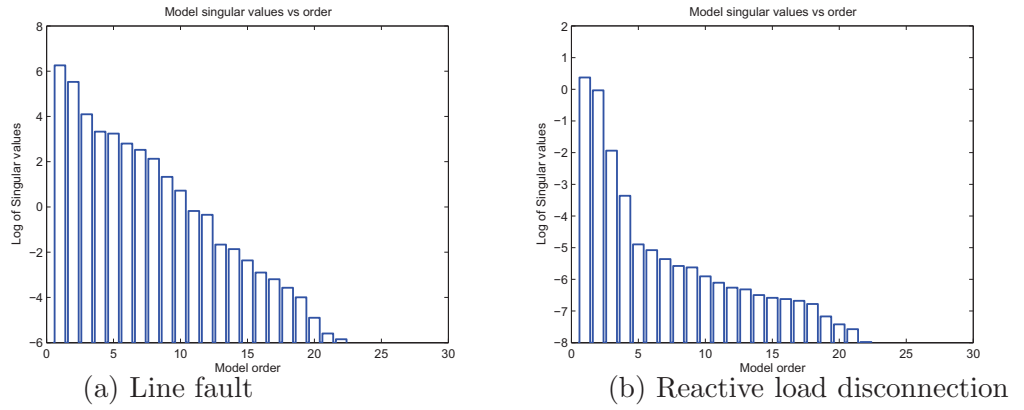 Model singular values vs order
8
6
4
2
0
−2
−4
−6
0 5 10 15 20 25 30
Log of Singular values
Model order
(a) Line fault
Model singular values vs order
2
1
0
−1
−2
−3
−4
−5
−6
−7
−8
0 5 10 15 20 25 30
Log of Singular values
Model order
(b) Reactive load disconnection